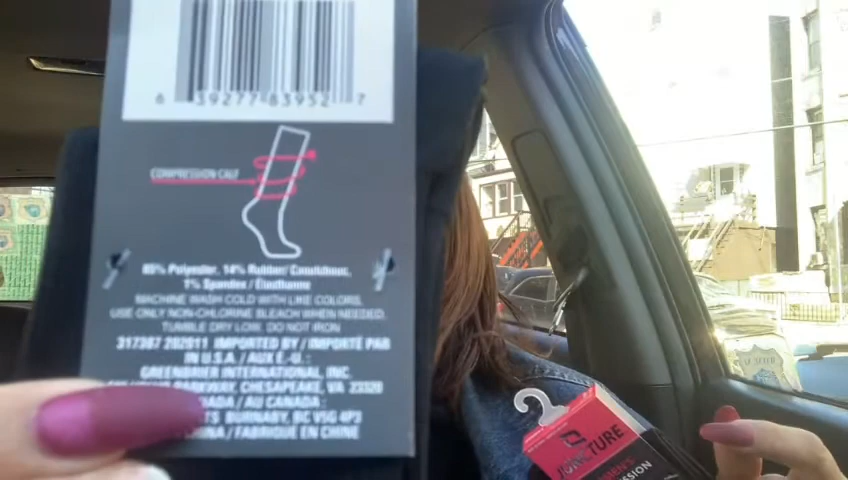 6 39277 83952 7
COMPRESSION CALF
85% Polyester, 14% Rubber/Caoutchouc,
1% Spandex / Élasthanne
MACHINE WASH COLD WITH LIKE COLORS.
USE ONLY NON-CHLORINE BLEACH WHEN NEEDED.
TUMBLE DRY LOW. DO NOT IRON
317387 202011 IMPORTED BY / IMPORTÉ PAR
IN U.S.A. / AUX É.-U. :
GREENBRIER INTERNATIONAL, INC.
PARKWAY, CHESAPEAKE, VA 23320
AU CANADA :
BURNABY, BC V5G 4P3
/ FABRIQUÉ EN CHINE
JUNCTURE